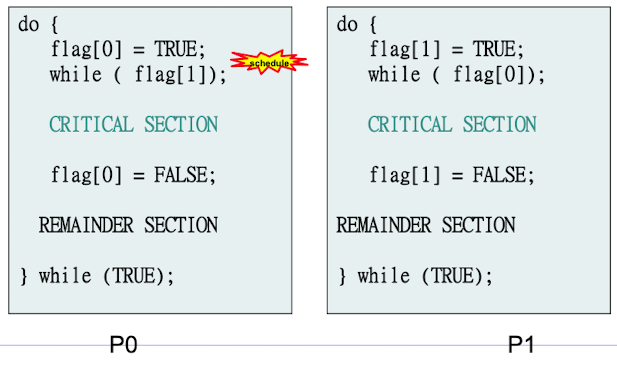 do {
flag[0] = TRUE;
while ( flag[1]);
schedule
CRITICAL SECTION
flag[0] = FALSE;
REMAINDER SECTION
} while (TRUE);
P0
do {
flag[1] = TRUE;
while ( flag[0]);
CRITICAL SECTION
flag[1] = FALSE;
REMAINDER SECTION
} while (TRUE);
P1